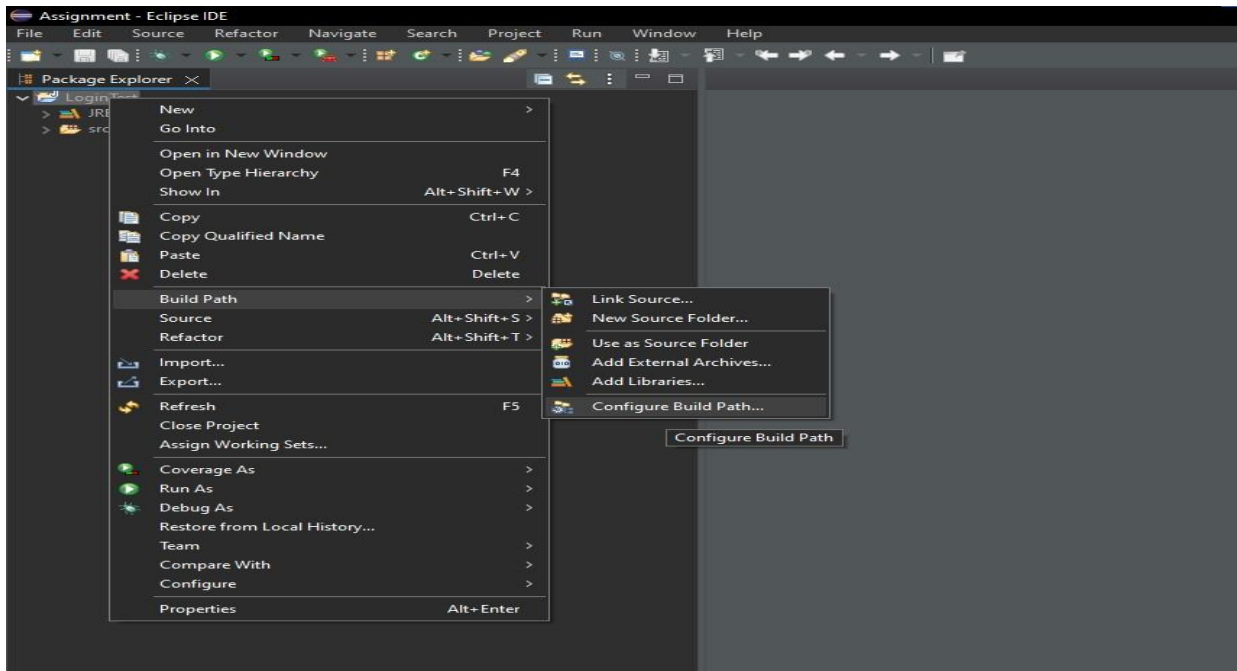 Assignment - Eclipse IDE
File Edit Source Refactor Navigate Search Project Run Window Help
Package Explorer
LoginTest
New
JRE
Go Into
src
Open in New Window
Open Type Hierarchy F4
Show In Alt+Shift+W >
Copy Ctrl+C
Copy Qualified Name
Paste Ctrl+V
Delete Delete
Build Path >
Source Alt+Shift+S >
Refactor Alt+Shift+T >
Import...
Export...
Refresh F5
Close Project
Assign Working Sets...
Coverage As >
Run As >
Debug As >
Restore from Local History...
Team >
Compare With >
Configure >
Properties Alt+Enter
Link Source...
New Source Folder...
Use as Source Folder
Add External Archives...
Add Libraries...
Configure Build Path...
Configure Build Path